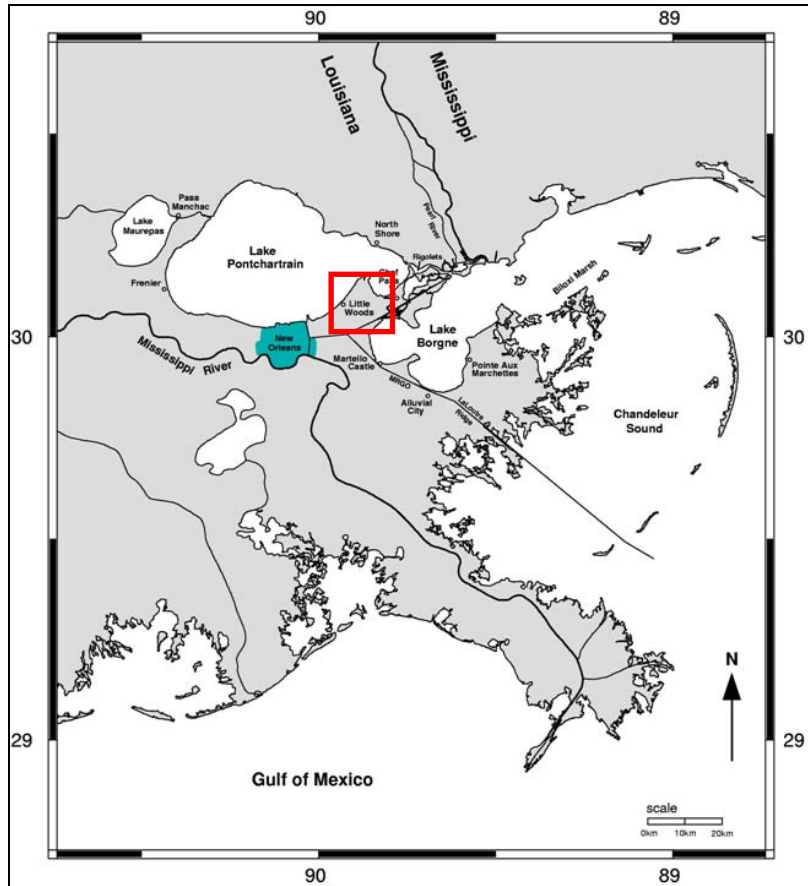 90
89
Louisiana
Mississippi
Pass
Manchac
Lake
Maurepas
North
Shore
Pearl
River
Lake
Pontchartrain
Rigolets
Chef
Pass
Frenier
Little
Woods
Biloxi Marsh
30
30
New
Orleans
Lake
Borgne
Mississippi River
Martello
Castle
Pointe Aux
Marchettes
MRGO
Alluvial
City
LaLoutre
Ridge
Chandeleur
Sound
N
29
29
Gulf of Mexico
scale
0km 10km 20km
90
89